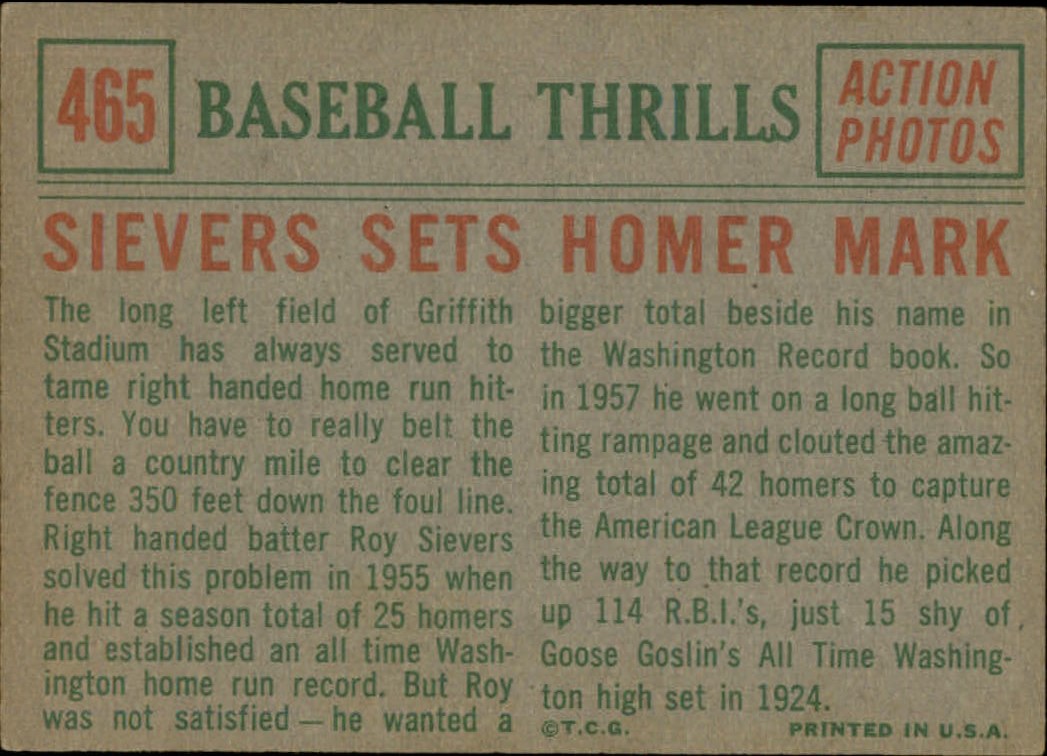 465
BASEBALL THRILLS
ACTION
PHOTOS
SIEVERS SETS HOMER MARK
The long left field of Griffith
Stadium has always served to
tame right handed home run hit-
ters. You have to really belt the
ball a country mile to clear the
fence 350 feet down the foul line.
Right handed batter Roy Sievers
solved this problem in 1955 when
he hit a season total of 25 homers
and established an all time Wash-
ington home run record. But Roy
was not satisfied — he wanted a
bigger total beside his name in
the Washington Record book. So
in 1957 he went on a long ball hit-
ting rampage and clouted the amaz-
ing total of 42 homers to capture
the American League Crown. Along
the way to that record he picked
up 114 R.B.I.'s, just 15 shy of
Goose Goslin's All Time Washing-
ton high set in 1924.
©T.C.G. PRINTED IN U.S.A.